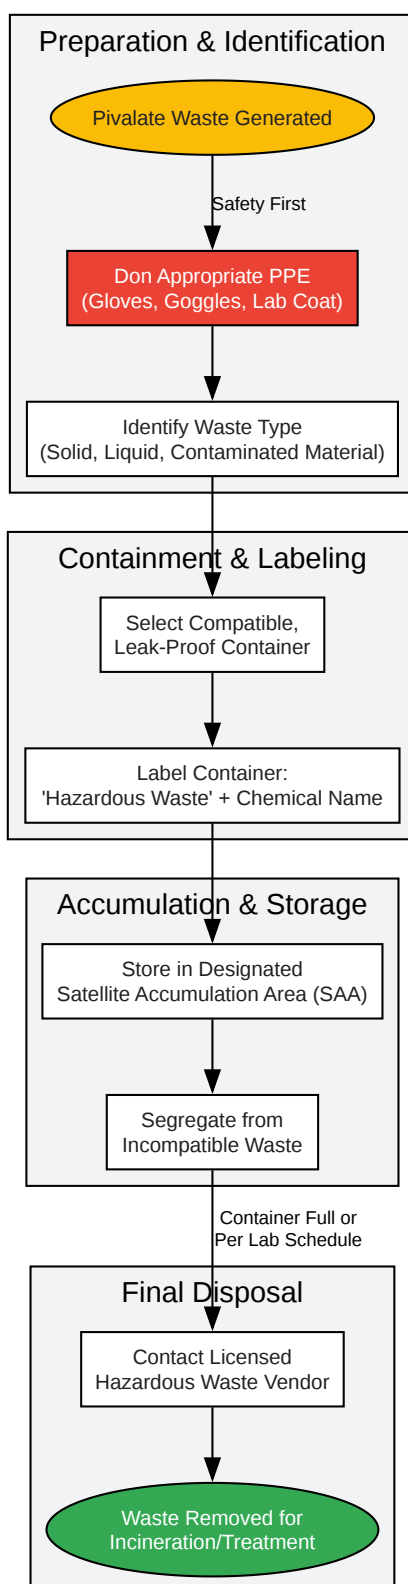 Preparation & Identification
Pivalate Waste Generated
Safety First
Don Appropriate PPE
(Gloves, Goggles, Lab Coat)
Identify Waste Type
(Solid, Liquid, Contaminated Material)
Containment & Labeling
Select Compatible,
Leak-Proof Container
Label Container:
'Hazardous Waste' + Chemical Name
Accumulation & Storage
Store in Designated
Satellite Accumulation Area (SAA)
Segregate from
Incompatible Waste
Container Full or
Per Lab Schedule
Final Disposal
Contact Licensed
Hazardous Waste Vendor
Waste Removed for
Incineration/Treatment